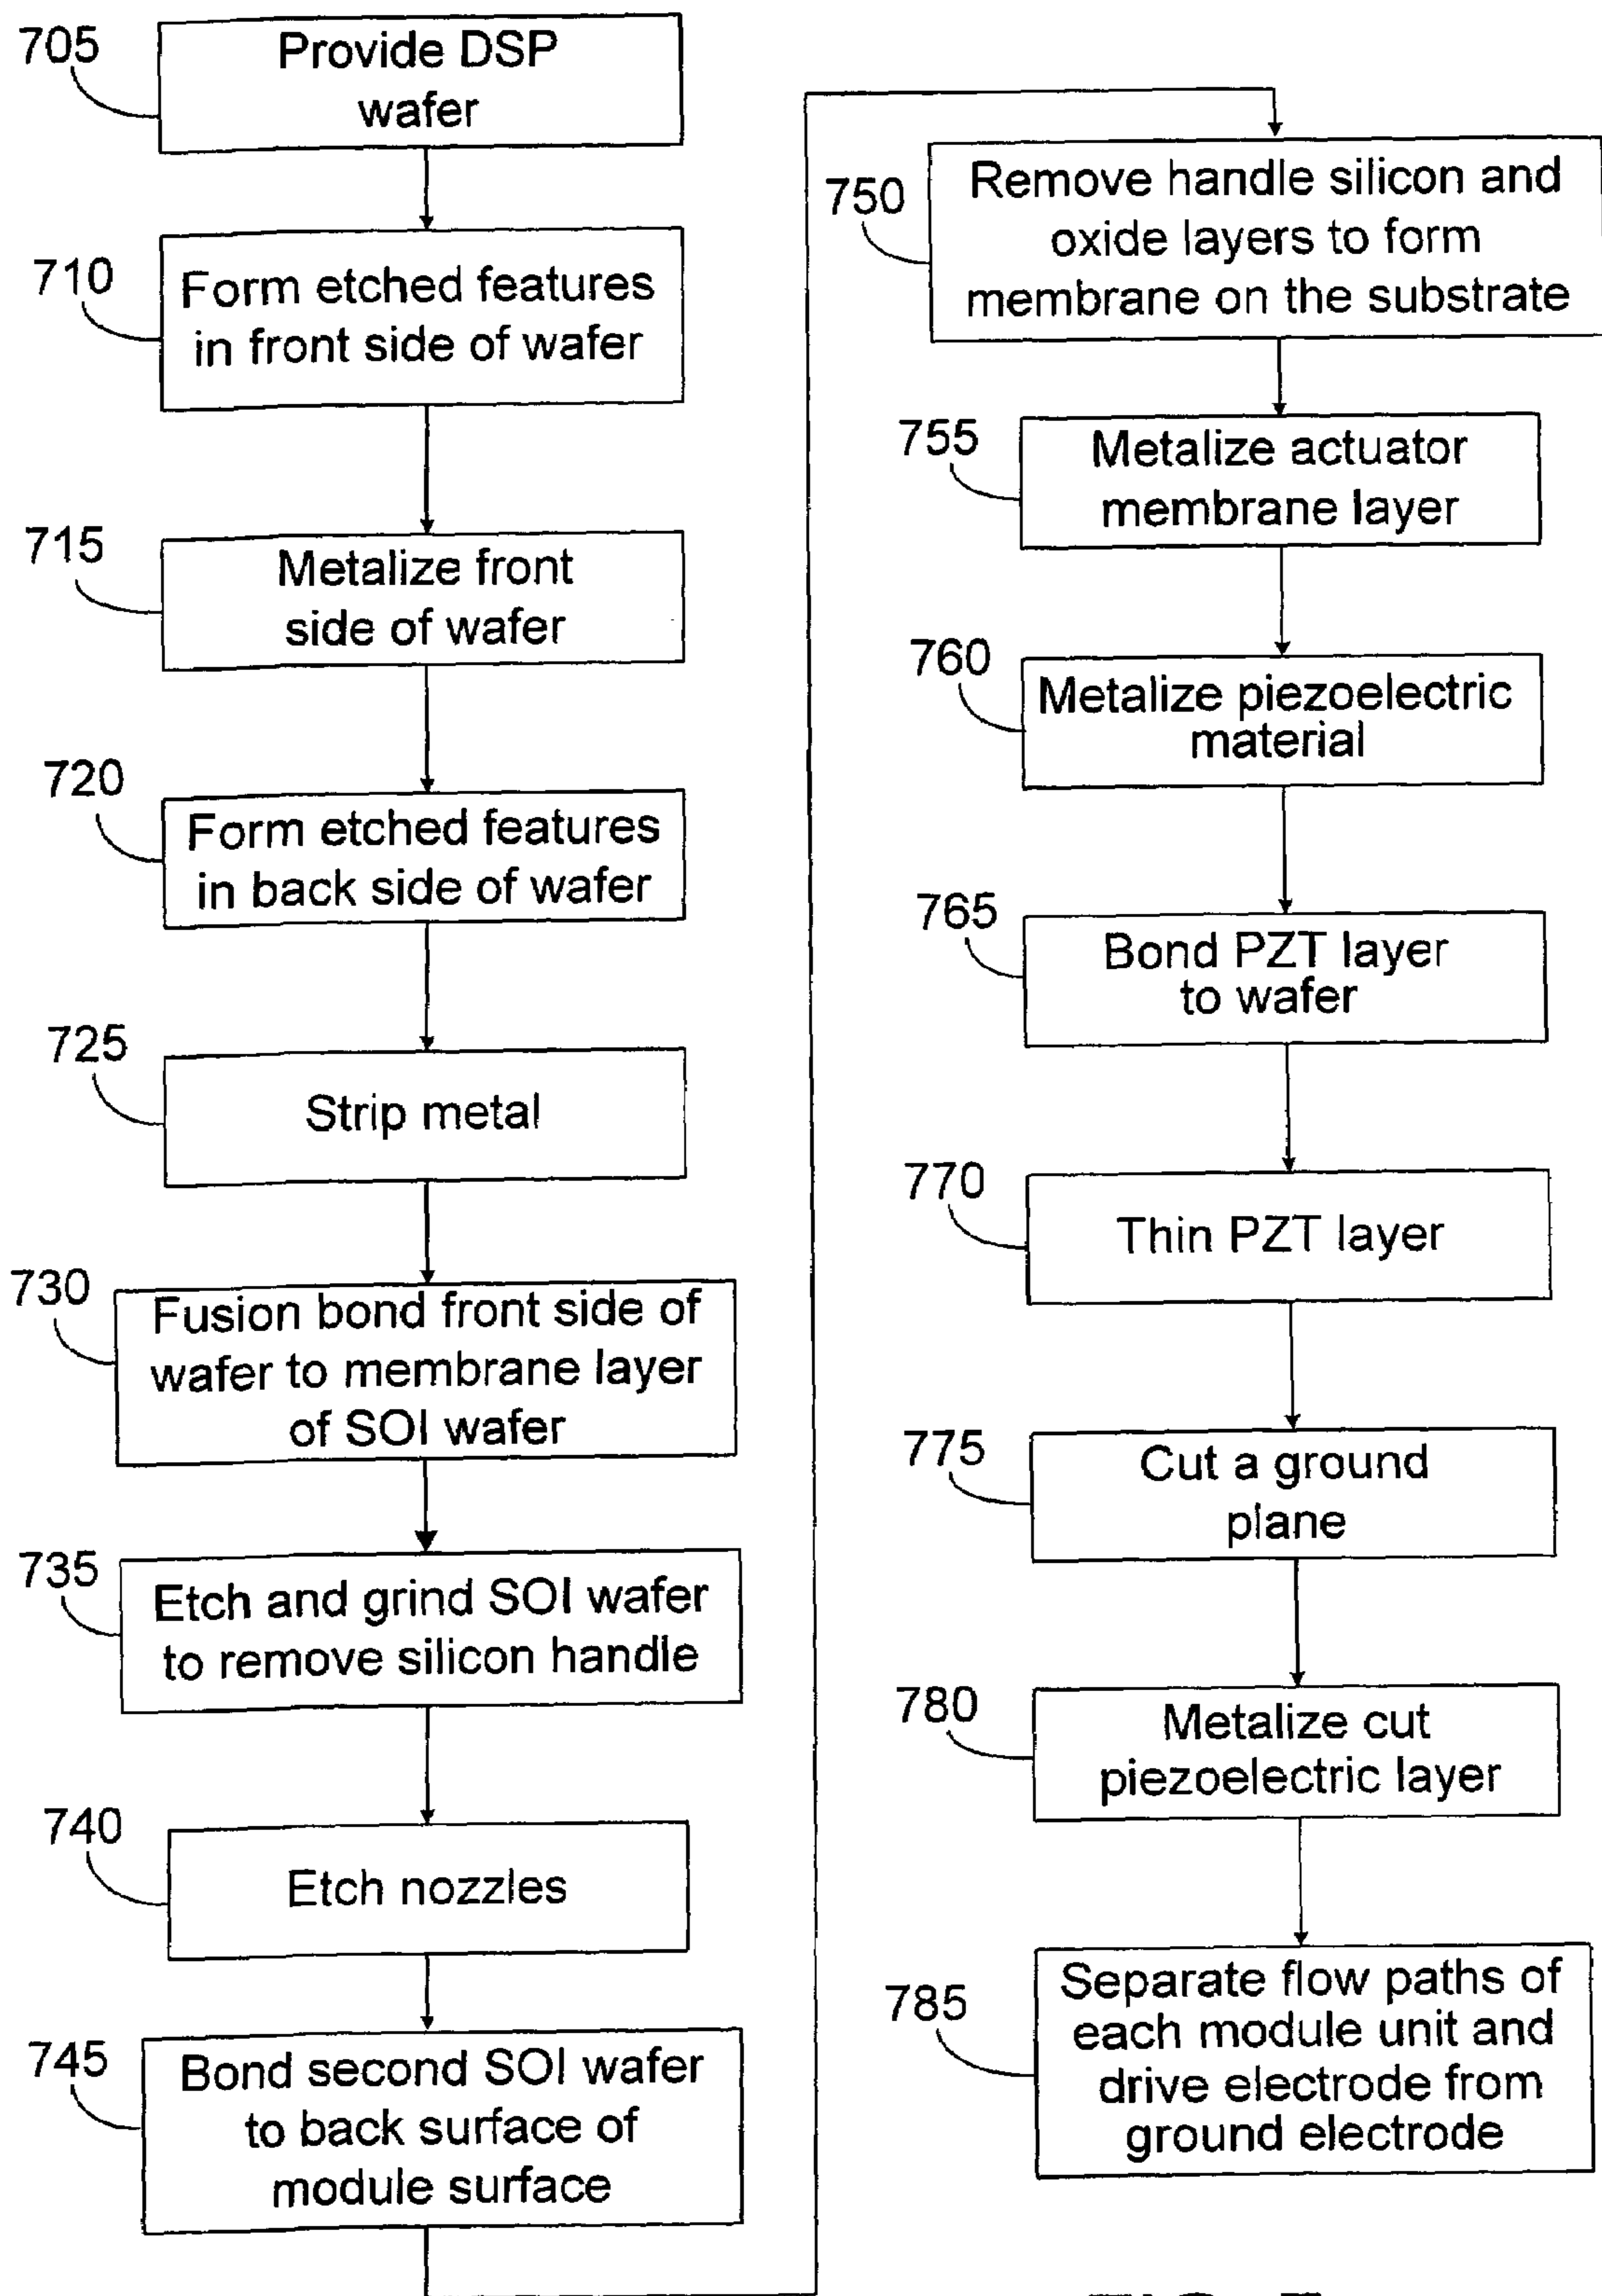 705
Provide DSP
wafer
710
Form etched features
in front side of wafer
715
Metalize front
side of wafer
720
Form etched features
in back side of wafer
725
Strip metal
730
Fusion bond front side of
wafer to membrane layer
of SOI wafer
735
Etch and grind SOI wafer
to remove silicon handle
740
Etch nozzles
745
Bond second SOI wafer
to back surface of
module surface
750
Remove handle silicon and
oxide layers to form
membrane on the substrate
755
Metalize actuator
membrane layer
760
Metalize piezoelectric
material
765
Bond PZT layer
to wafer
770
Thin PZT layer
775
Cut a ground
plane
780
Metalize cut
piezoelectric layer
785
Separate flow paths of
each module unit and
drive electrode from
ground electrode